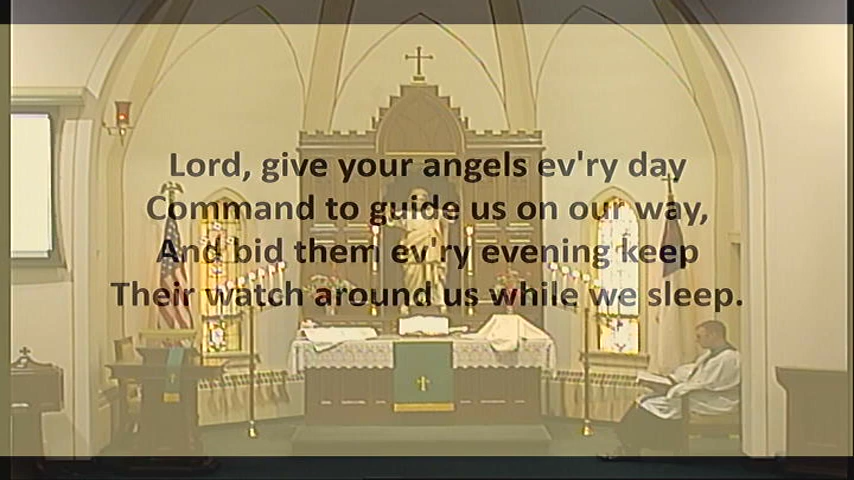 Lord, give your angels ev'ry day
Command to guide us on our way,
And bid them ev'ry evening keep
Their watch around us while we sleep.